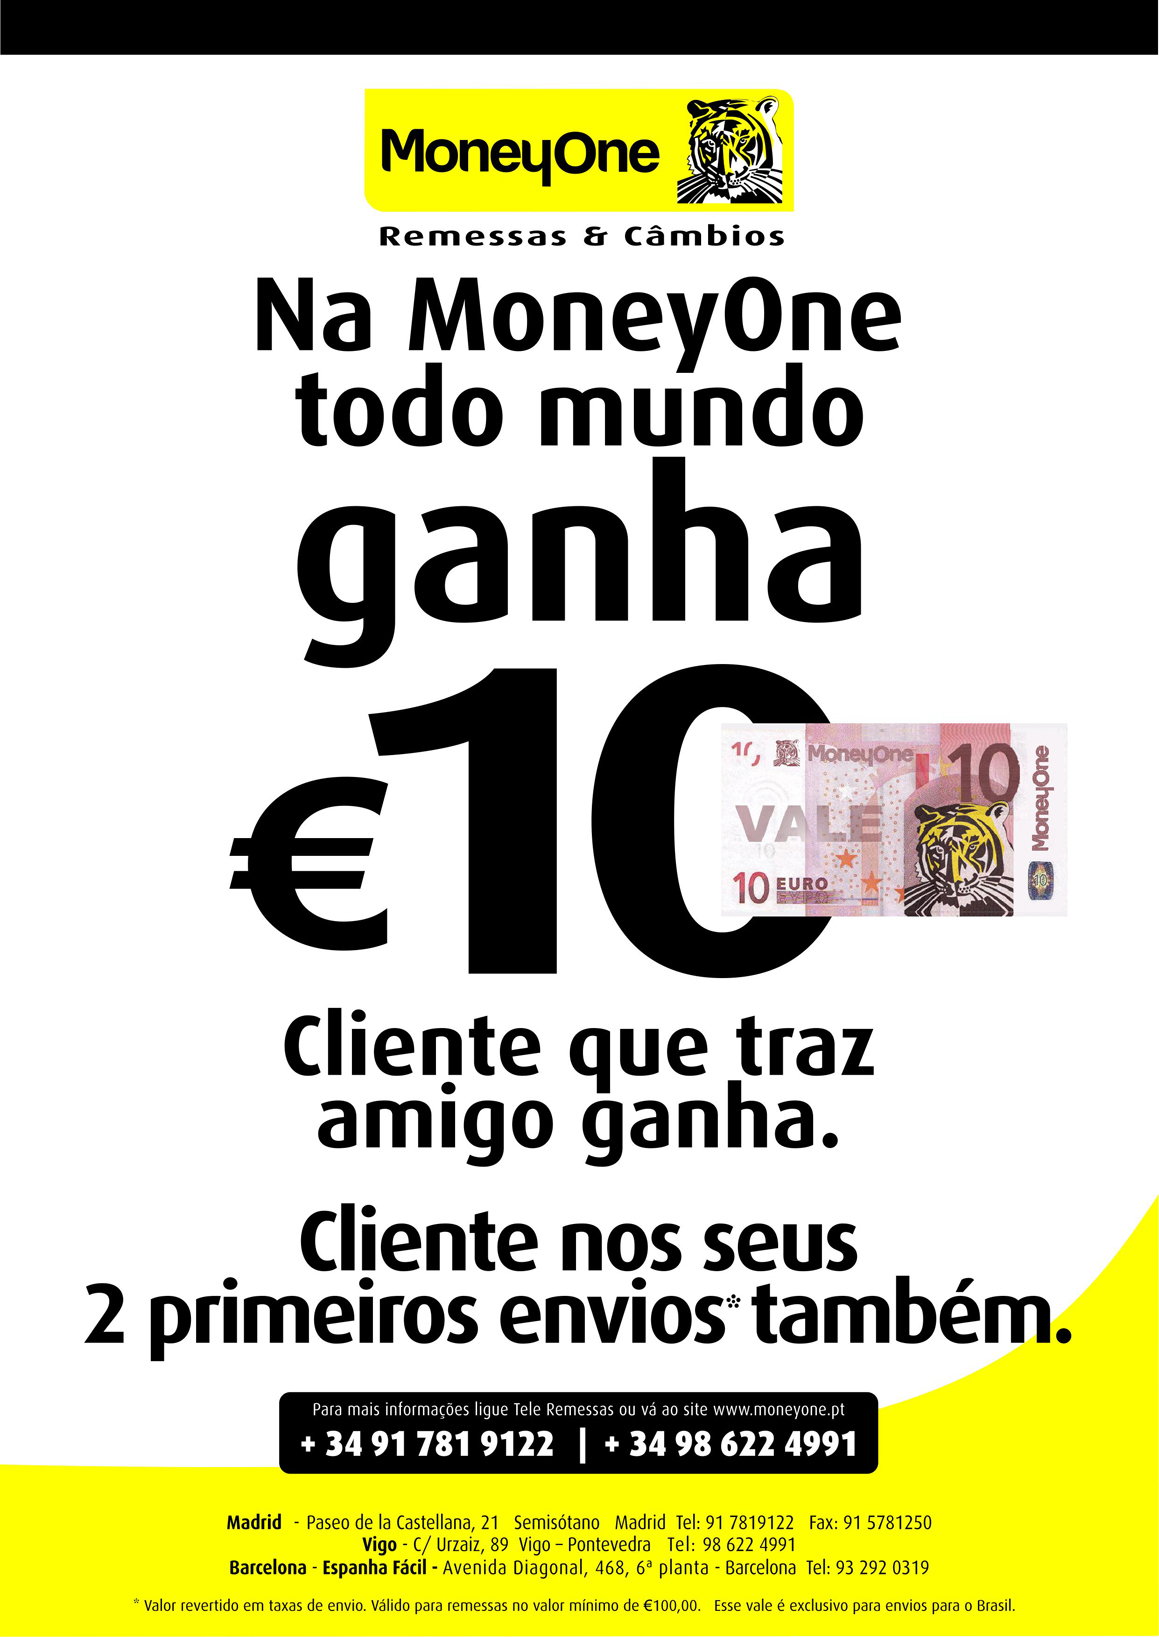 MoneyOne
Remessas & Câmbios
Na MoneyOne
todo mundo
ganha
€10
10 MoneyOne 10
MoneyOne
VALE
10 EURO
10
Cliente que traz
amigo ganha.
Cliente nos seus
2 primeiros envios* também.
Para mais informações ligue Tele Remessas ou vá ao site www.moneyone.pt
+ 34 91 781 9122 | + 34 98 622 4991
Madrid - Paseo de la Castellana, 21 Semisótano Madrid Tel: 91 7819122 Fax: 91 5781250
Vigo - C/ Urzaiz, 89 Vigo – Pontevedra Tel: 98 622 4991
Barcelona - Espanha Fácil - Avenida Diagonal, 468, 6ª planta - Barcelona Tel: 93 292 0319
* Valor revertido em taxas de envio. Válido para remessas no valor mínimo de €100,00. Esse vale é exclusivo para envios para o Brasil.